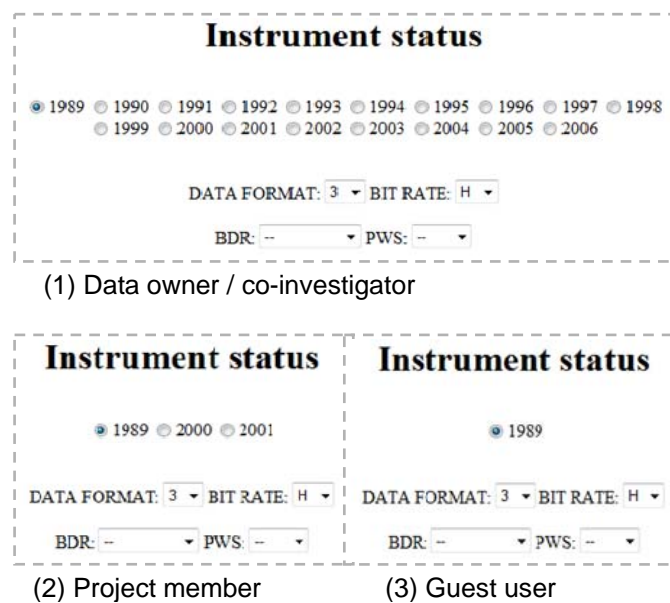 Instrument status
1989 1990 1991 1992 1993 1994 1995 1996 1997 1998
1999 2000 2001 2002 2003 2004 2005 2006
DATA FORMAT: 3 BIT RATE: H
BDR: -- PWS: --
(1) Data owner / co-investigator
Instrument status
1989 2000 2001
DATA FORMAT: 3 BIT RATE: H
BDR: -- PWS: --
(2) Project member
Instrument status
1989
DATA FORMAT: 3 BIT RATE: H
BDR: -- PWS: --
(3) Guest user